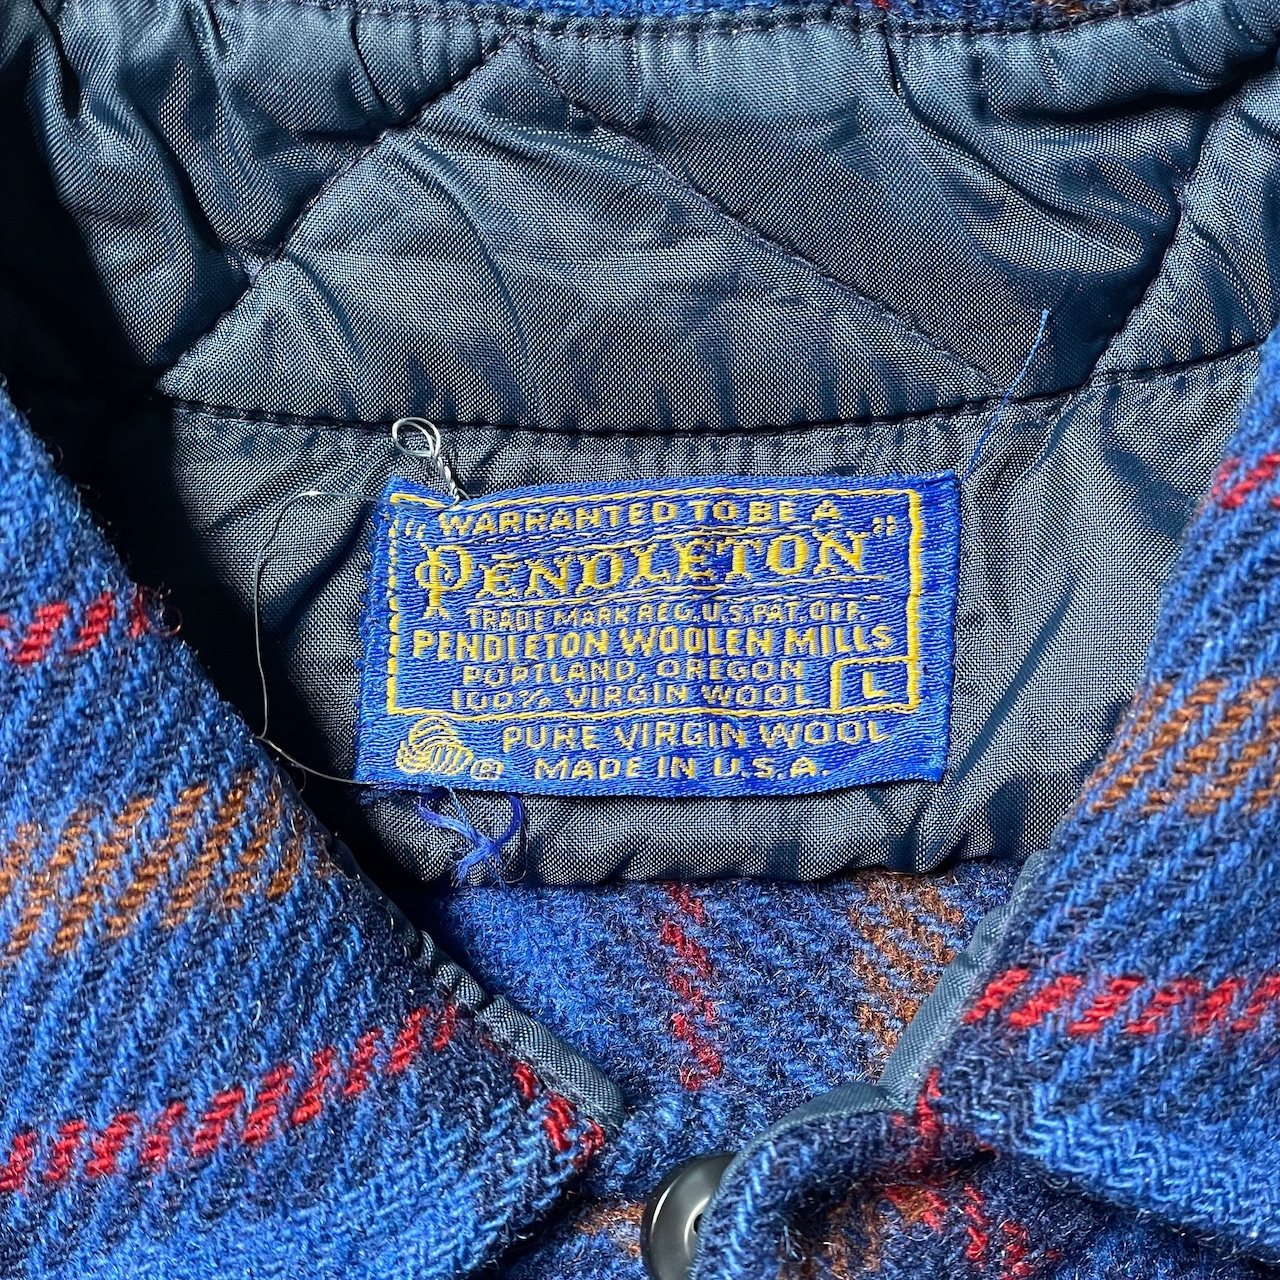 "WARRANTED TO BE A
PENDLETON"
TRADE MARK REG. U.S. PAT. OFF.
PENDLETON WOOLEN MILLS
PORTLAND, OREGON
100% VIRGIN WOOL
L
PURE VIRGIN WOOL
® MADE IN U.S.A.